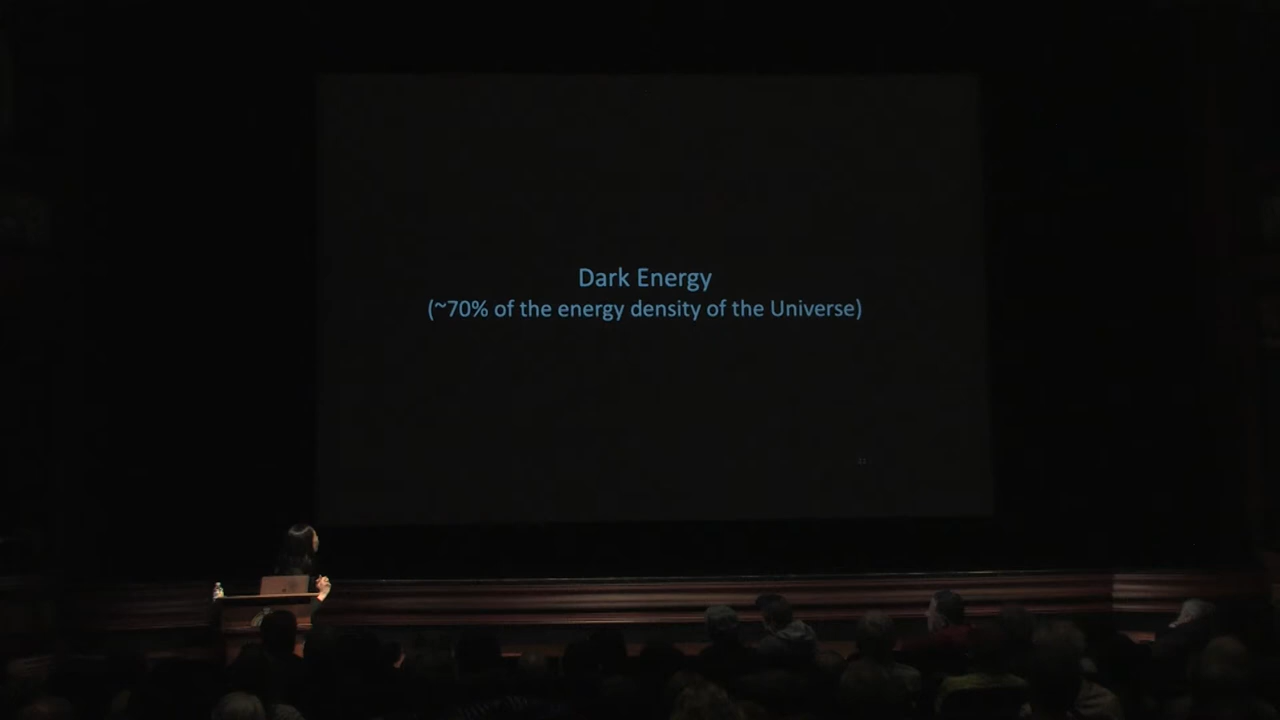 Dark Energy
(~70% of the energy density of the Universe)